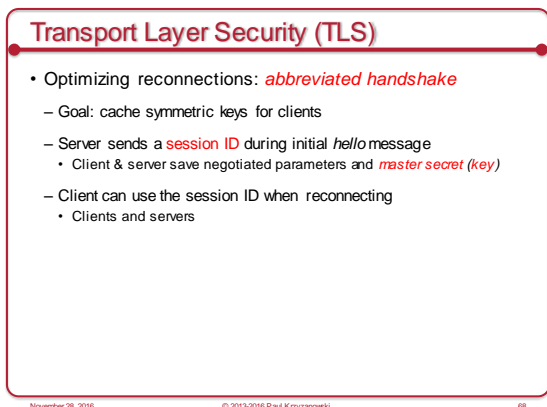 Transport Layer Security (TLS)
• Optimizing reconnections: abbreviated handshake
– Goal: cache symmetric keys for clients
– Server sends a session ID during initial hello message
• Client & server save negotiated parameters and master secret (key)
– Client can use the session ID when reconnecting
• Clients and servers
November 28, 2016 © 2013-2016 Paul Krzyzanowski 68